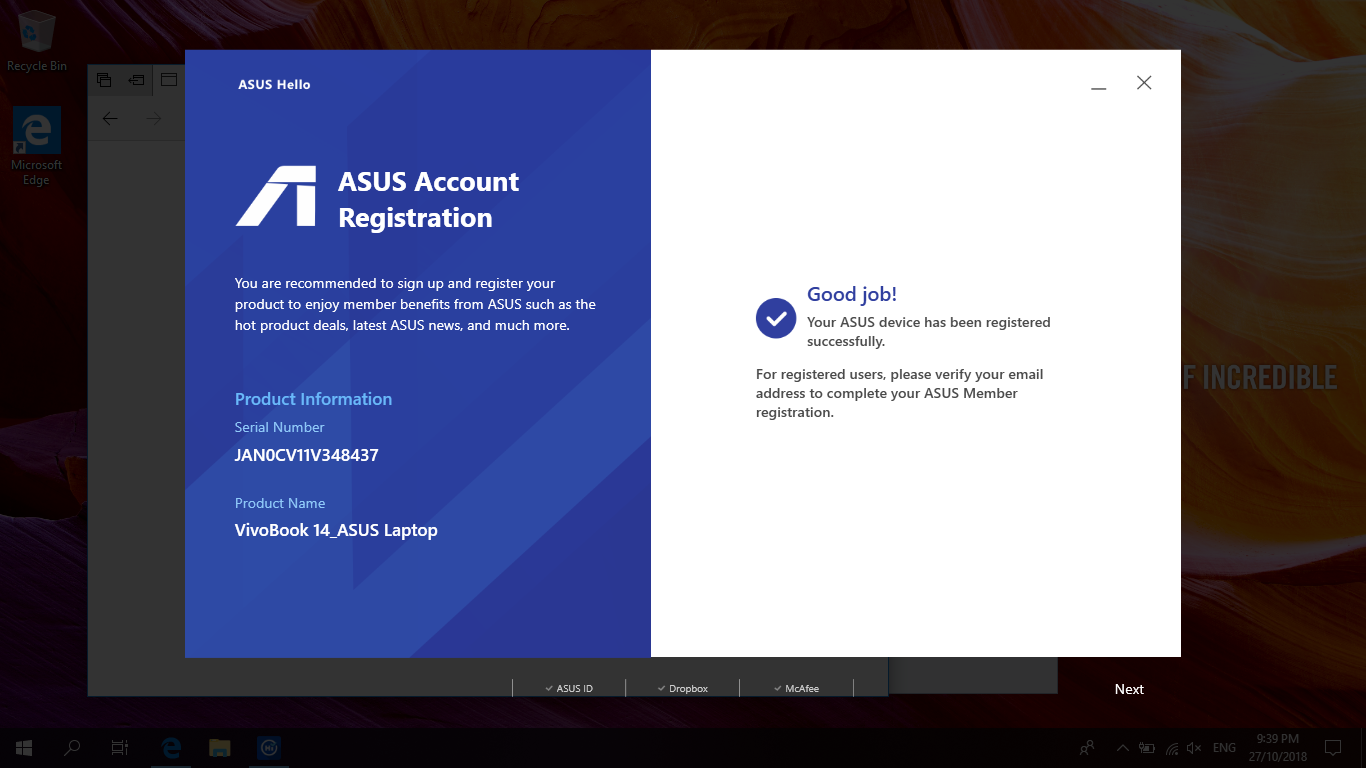 Recycle Bin
Microsoft
Edge
ASUS Hello
ASUS Account
Registration
You are recommended to sign up and register your
product to enjoy member benefits from ASUS such as the
hot product deals, latest ASUS news, and much more.
Product Information
Serial Number
JAN0CV11V348437
Product Name
VivoBook 14_ASUS Laptop
Good job!
Your ASUS device has been registered
successfully.
For registered users, please verify your email
address to complete your ASUS Member
registration.
F INCREDIBLE
ASUS ID
Dropbox
McAfee
Next
Hi
ENG
9:39 PM
27/10/2018